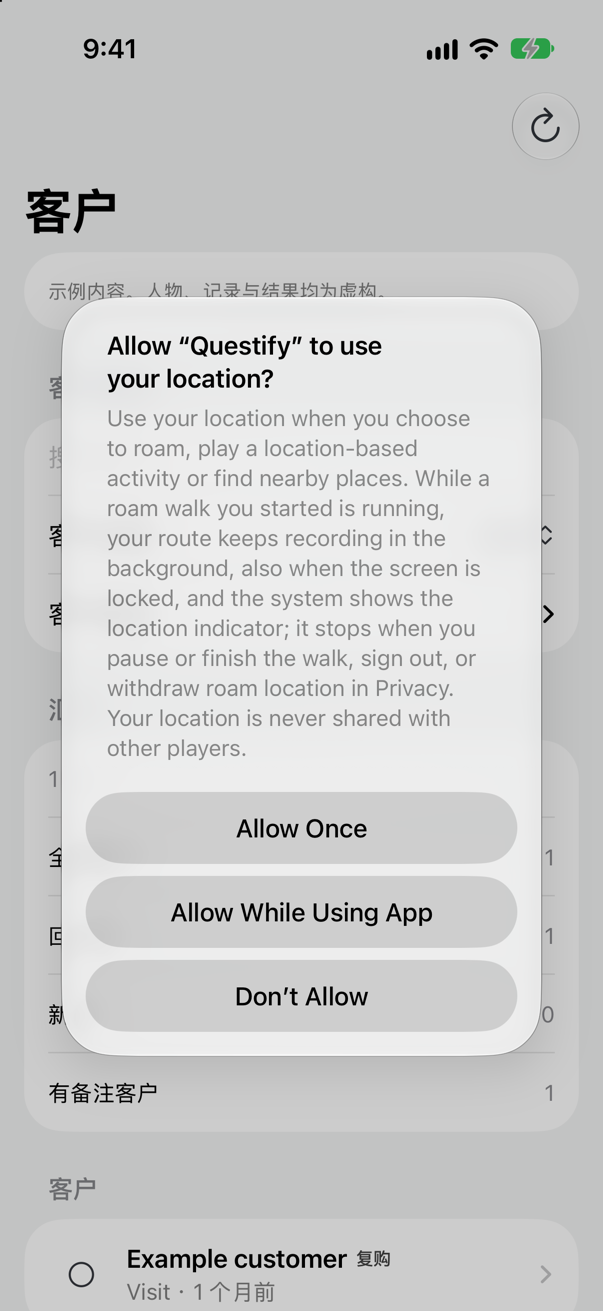 9:41
客户
示例内容。人物、记录与结果均为虚构。
Allow “Questify” to use
your location?
Use your location when you choose
to roam, play a location-based
activity or find nearby places. While a
roam walk you started is running,
your route keeps recording in the
background, also when the screen is
locked, and the system shows the
location indicator; it stops when you
pause or finish the walk, sign out, or
withdraw roam location in Privacy.
Your location is never shared with
other players.
Allow Once
Allow While Using App
Don’t Allow
1
全 1
回 1
新 0
有备注客户 1
客户
Example customer 复购
Visit · 1 个月前